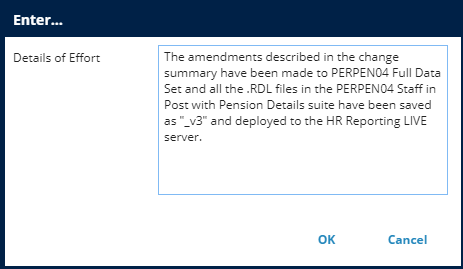 Enter...
Details of Effort
The amendments described in the change
summary have been made to PERPEN04 Full Data
Set and all the .RDL files in the PERPEN04 Staff in
Post with Pension Details suite have been saved
as "_v3" and deployed to the HR Reporting LIVE
server.
OK
Cancel